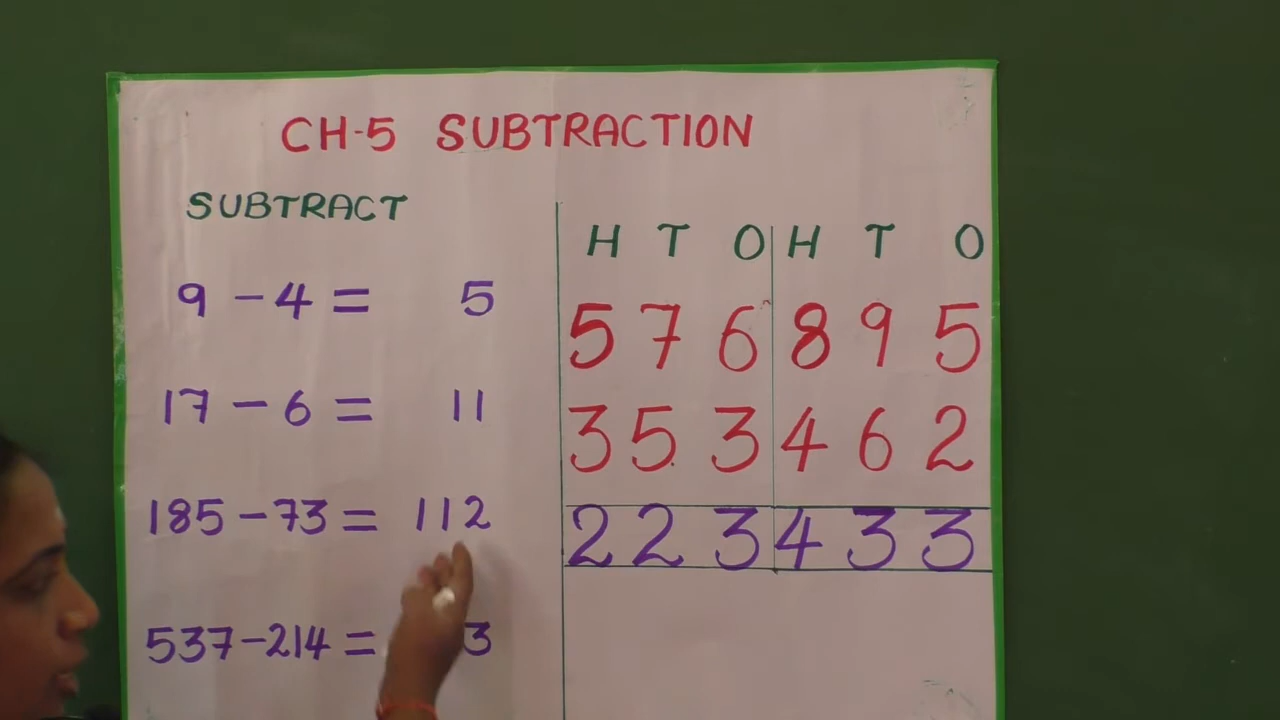 CH-5 SUBTRACTION
SUBTRACT
9 - 4 = 5
17 - 6 = 11
185 - 73 = 112
537 - 214 = 3
H T O H T O
5 7 6 8 9 5
3 5 3 4 6 2
2 2 3 4 3 3